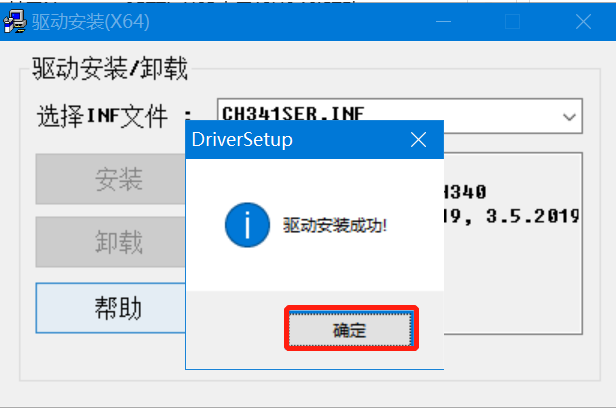 驱动安装(X64)
驱动安装/卸载
选择INF文件 :
CH341SER.INF
DriverSetup
安装
H340
19, 3.5.2019
驱动安装成功!
卸载
帮助
确定